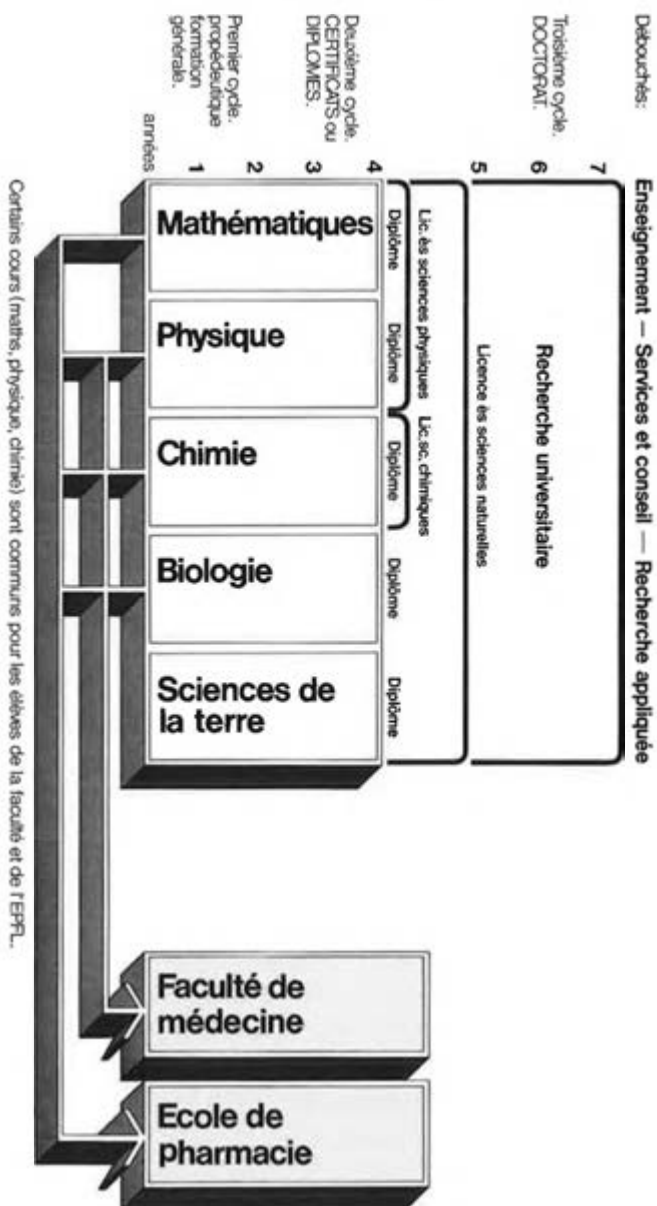 Débouchés: Enseignement — Services et conseil — Recherche appliquée
Troisième cycle.
DOCTORAT.
7
6
5
Recherche universitaire
Licence ès sciences naturelles
Lic. ès sciences physiques
Lic. sc. chimiques
Deuxième cycle.
CERTIFICATS ou
DIPLOMES.
4
3
Diplôme
Diplôme
Diplôme
Diplôme
Diplôme
Premier cycle.
propédeutique
formation
générale.
2
1
années
Mathématiques
Physique
Chimie
Biologie
Sciences de
la terre
Faculté de
médecine
Ecole de
pharmacie
Certains cours (maths, physique, chimie) sont communs pour les élèves de la faculté et de l'EPFL.